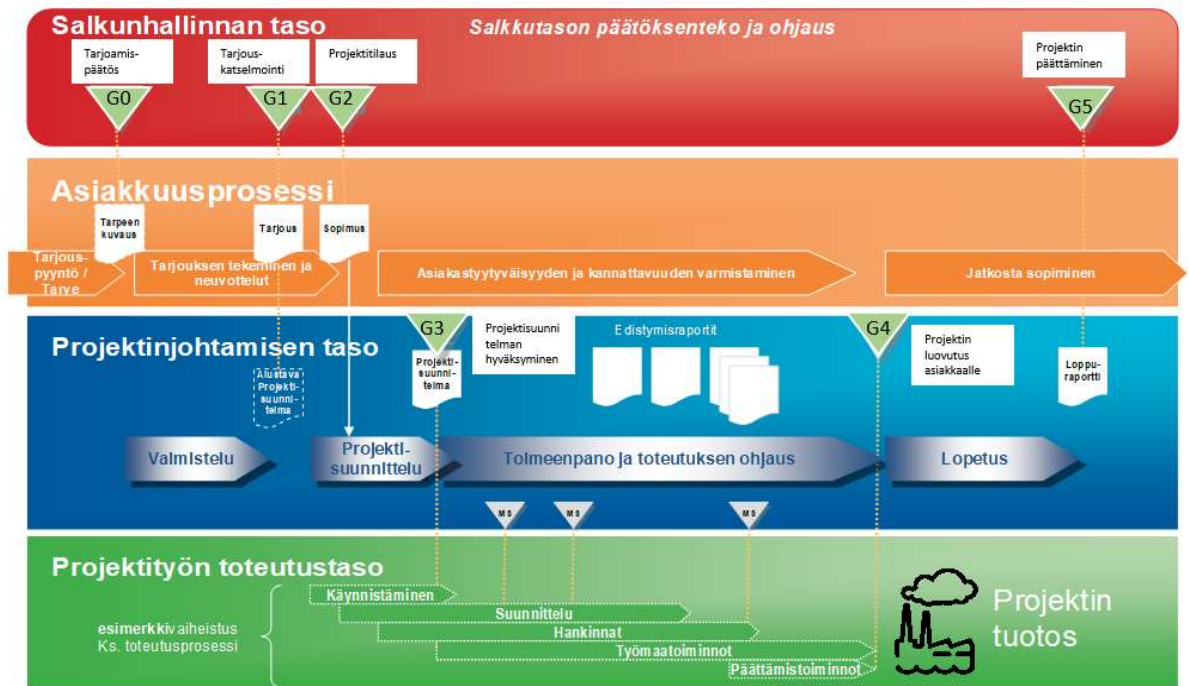 Salkunhallinnan taso
Salkkutason päätöksenteko ja ohjaus
Tarjoamis-
päätös
Tarjous-
katselmointi
Projektitilaus
Projektin
päättäminen
G0
G1
G2
G5
Asiakkuusprosessi
Tarpeen
kuvaus
Tarjous
Sopimus
Tarjous-
pyyntö /
Tarve
Tarjouksen tekeminen ja
neuvottelut
Asiakastyytyväisyyden ja kannattavuuden varmistaminen
Jatkosta sopiminen
Projektinjohtamisen taso
G3
Projektisuunni
telman
hyväksyminen
Edistymisraportit
G4
Projektin
luovutus
asiakkaalle
Alustava
Projekti-
suunni-
telma
Projekti-
suunni-
telma
Loppu-
raportti
Valmistelu
Projekti-
suunnittelu
Toimeenpano ja toteutuksen ohjaus
Lopetus
MS
MS
MS
Projektityön toteutustaso
esimerkkivaiheistus
Ks. toteutusprosessi
Käynnistäminen
Suunnittelu
Hankinnat
Työmaatoiminnot
Päättämistoiminnot
Projektin
tuotos